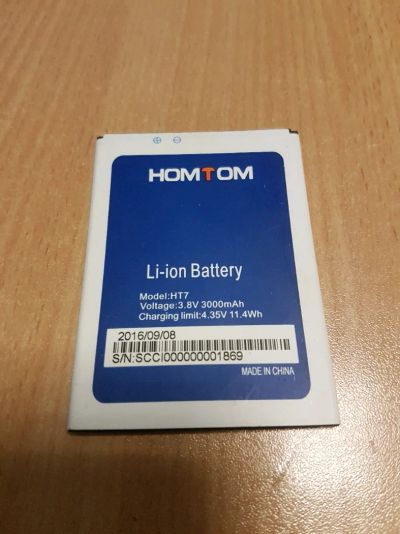 ⊕ ⊖
HOMTOM
Li-ion Battery
Model:HT7
Voltage:3.8V 3000mAh
Charging limit:4.35V 11.4Wh
2016/09/08
S/N:SCCI000000001869
MADE IN CHINA